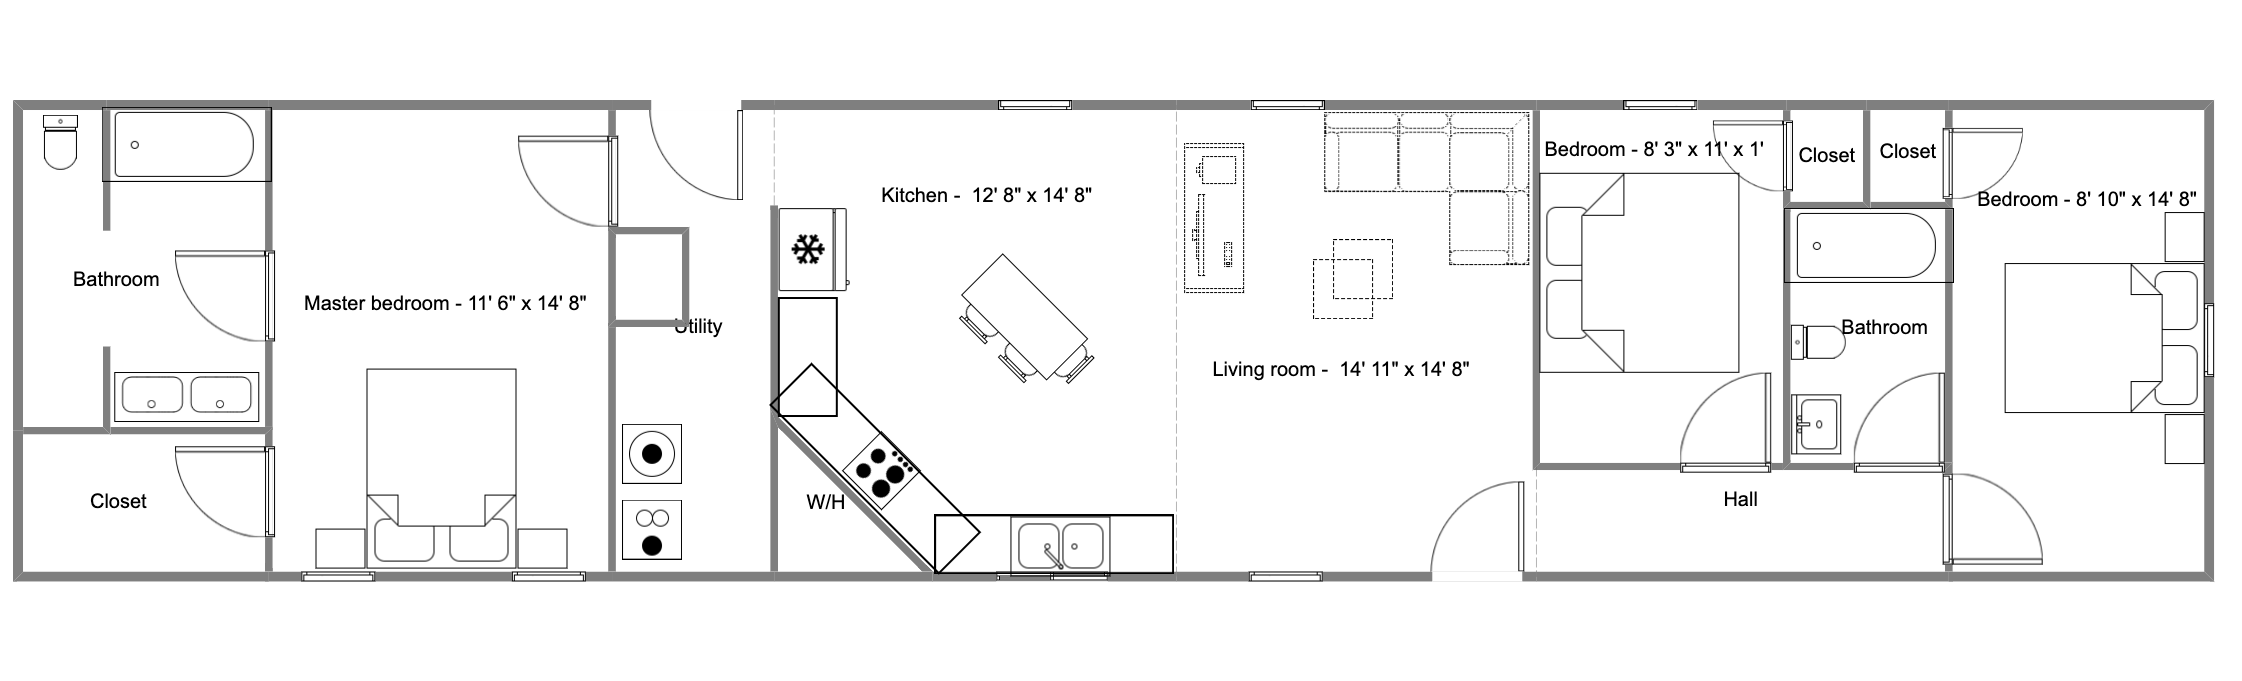 Bathroom
Closet
Master bedroom - 11' 6" x 14' 8"
Utility
W/H
Kitchen -  12' 8" x 14' 8"
Living room -  14' 11" x 14' 8"
Bedroom - 8' 3" x 11' x 1'
Closet
Closet
Bathroom
Hall
Bedroom - 8' 10" x 14' 8"